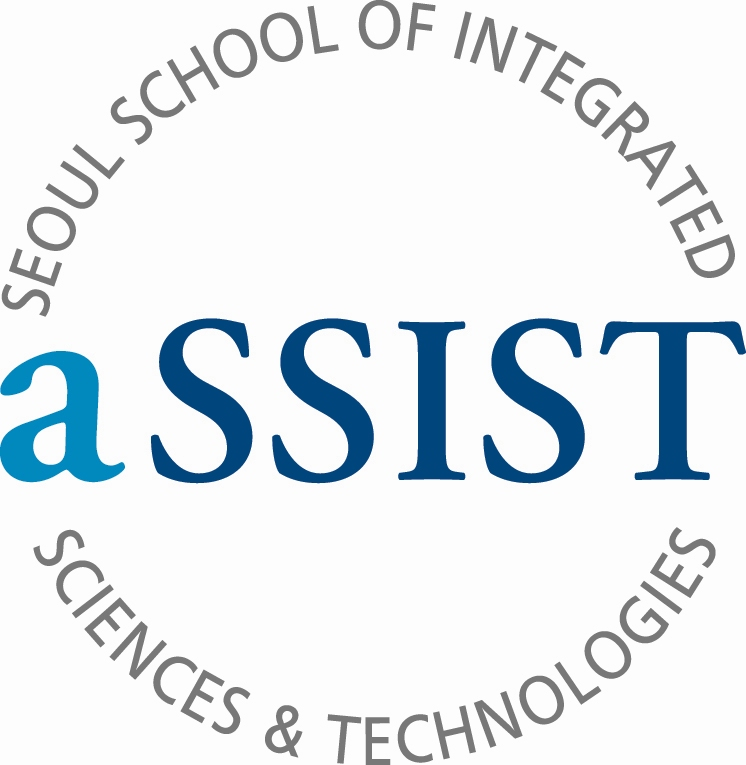 SEOUL SCHOOL OF INTEGRATED
aSSIST
SCIENCES & TECHNOLOGIES